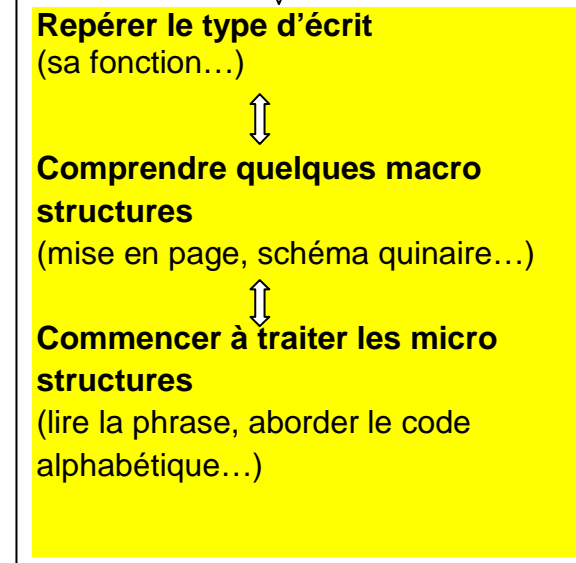 Repérer le type d’écrit
(sa fonction…)
Comprendre quelques macro
structures
(mise en page, schéma quinaire…)
Commencer à traiter les micro
structures
(lire la phrase, aborder le code
alphabétique…)